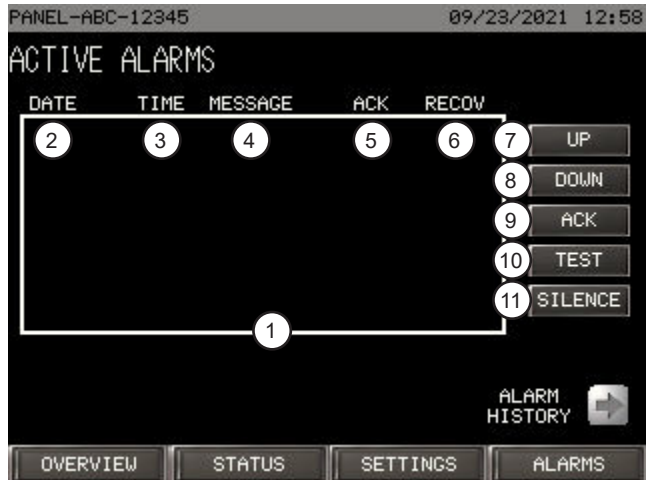 PANEL-ABC-12345 09/23/2021 12:58
ACTIVE ALARMS
DATE TIME MESSAGE ACK RECOV
2 3 4 5 6 7 UP
8 DOWN
9 ACK
10 TEST
11 SILENCE
1
ALARM
HISTORY
OVERVIEW STATUS SETTINGS ALARMS